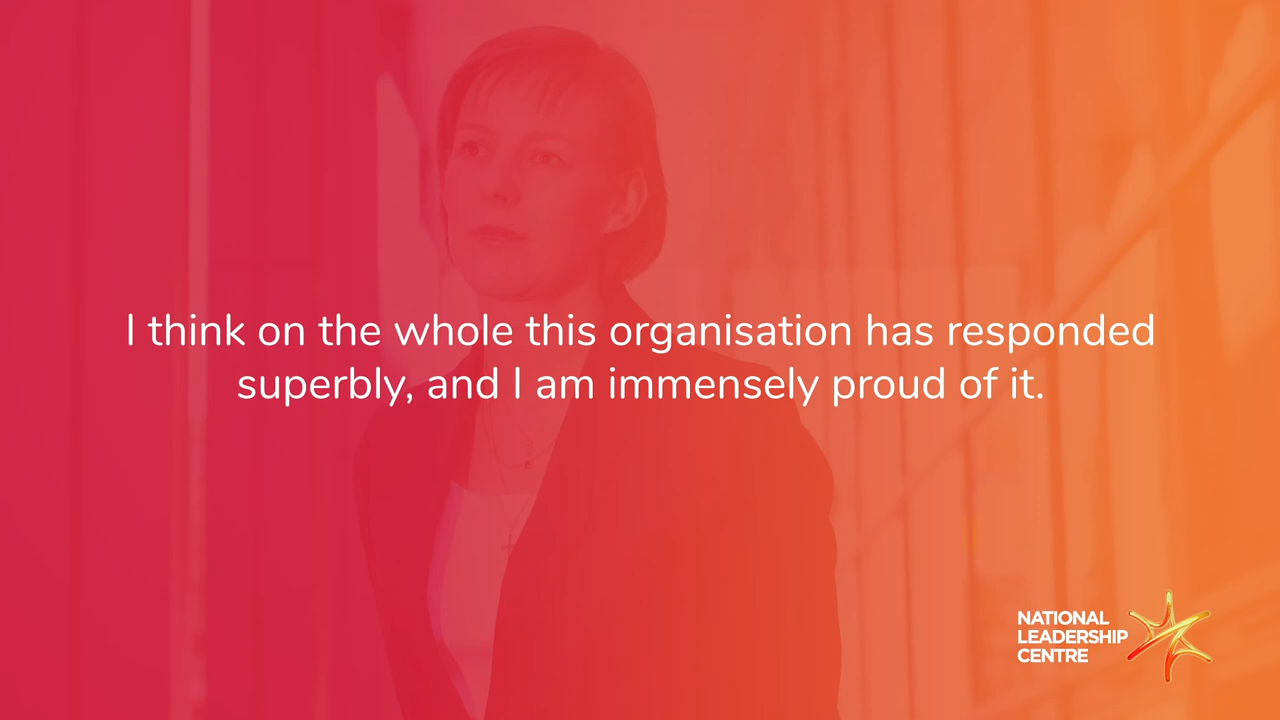 I think on the whole this organisation has responded
superbly, and I am immensely proud of it.
NATIONAL
LEADERSHIP
CENTRE